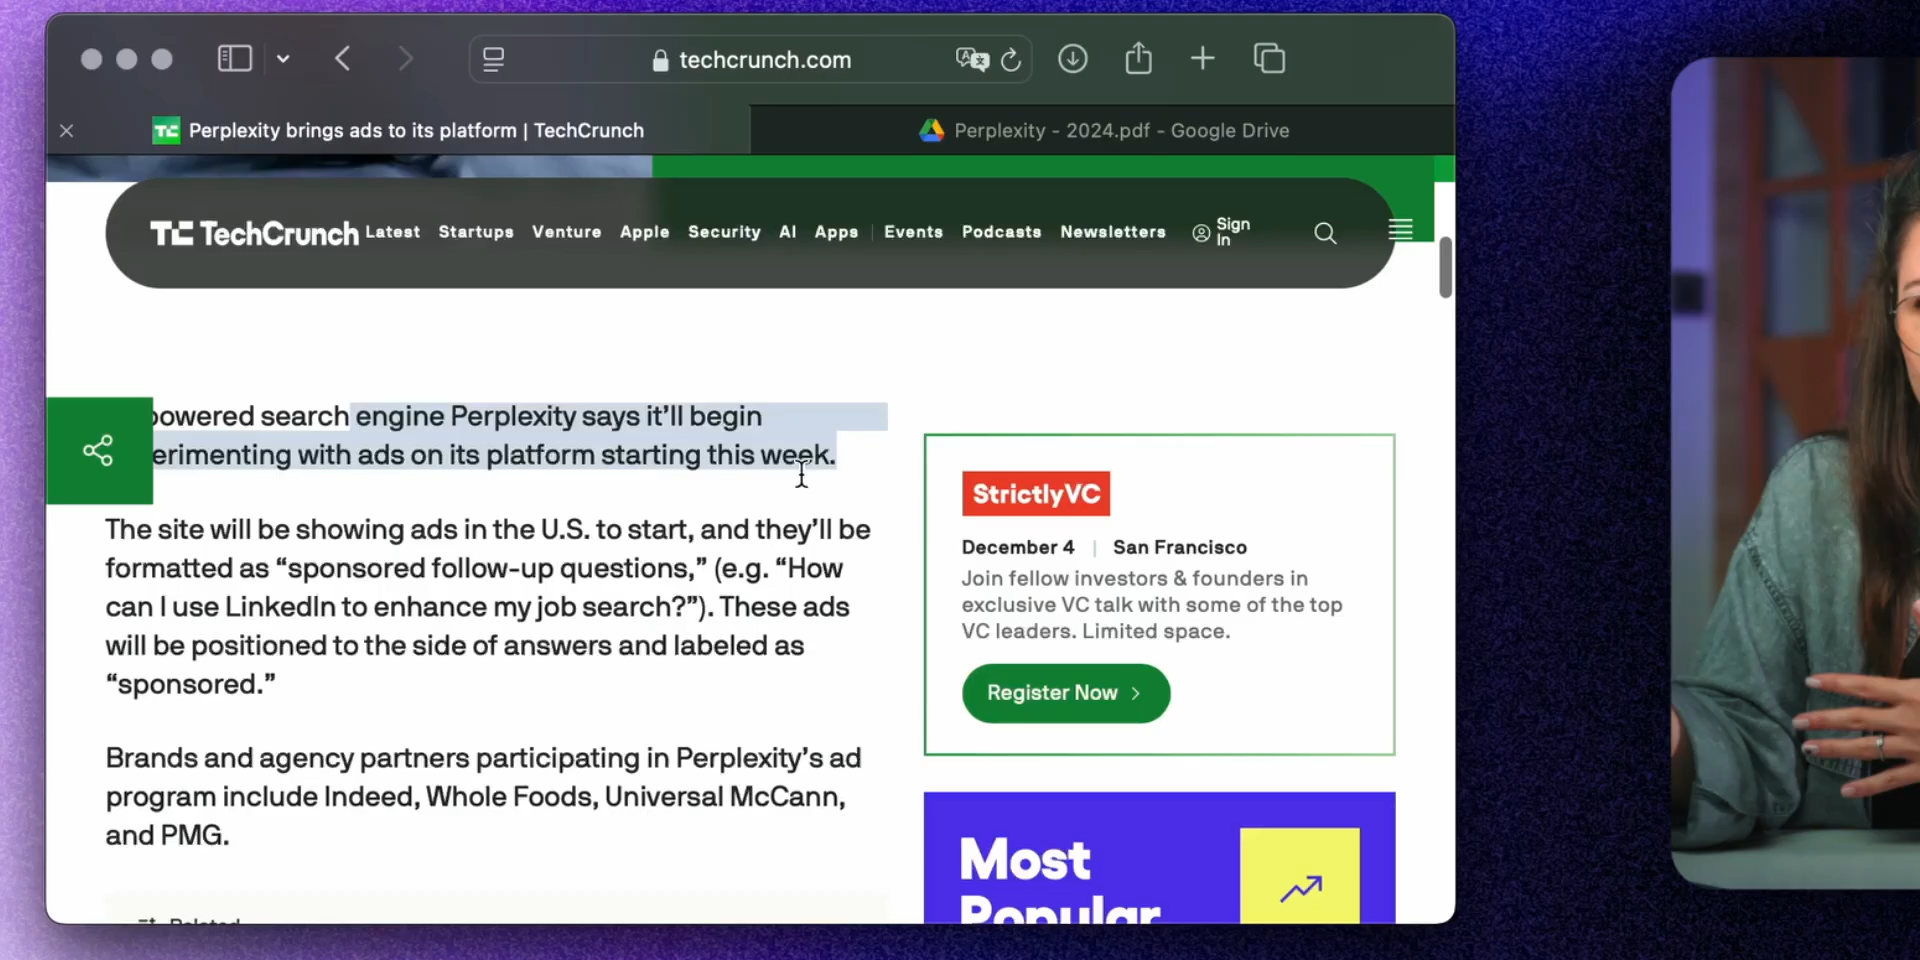 techcrunch.com
Perplexity brings ads to its platform | TechCrunch
Perplexity - 2024.pdf - Google Drive
TechCrunch Latest Startups Venture Apple Security AI Apps Events Podcasts Newsletters Sign In
powered search engine Perplexity says it’ll begin
erimenting with ads on its platform starting this week.
The site will be showing ads in the U.S. to start, and they’ll be
formatted as “sponsored follow-up questions,” (e.g. “How
can I use LinkedIn to enhance my job search?”). These ads
will be positioned to the side of answers and labeled as
“sponsored.”
Brands and agency partners participating in Perplexity’s ad
program include Indeed, Whole Foods, Universal McCann,
and PMG.
Related
StrictlyVC
December 4 | San Francisco
Join fellow investors & founders in
exclusive VC talk with some of the top
VC leaders. Limited space.
Register Now
Most
Popular